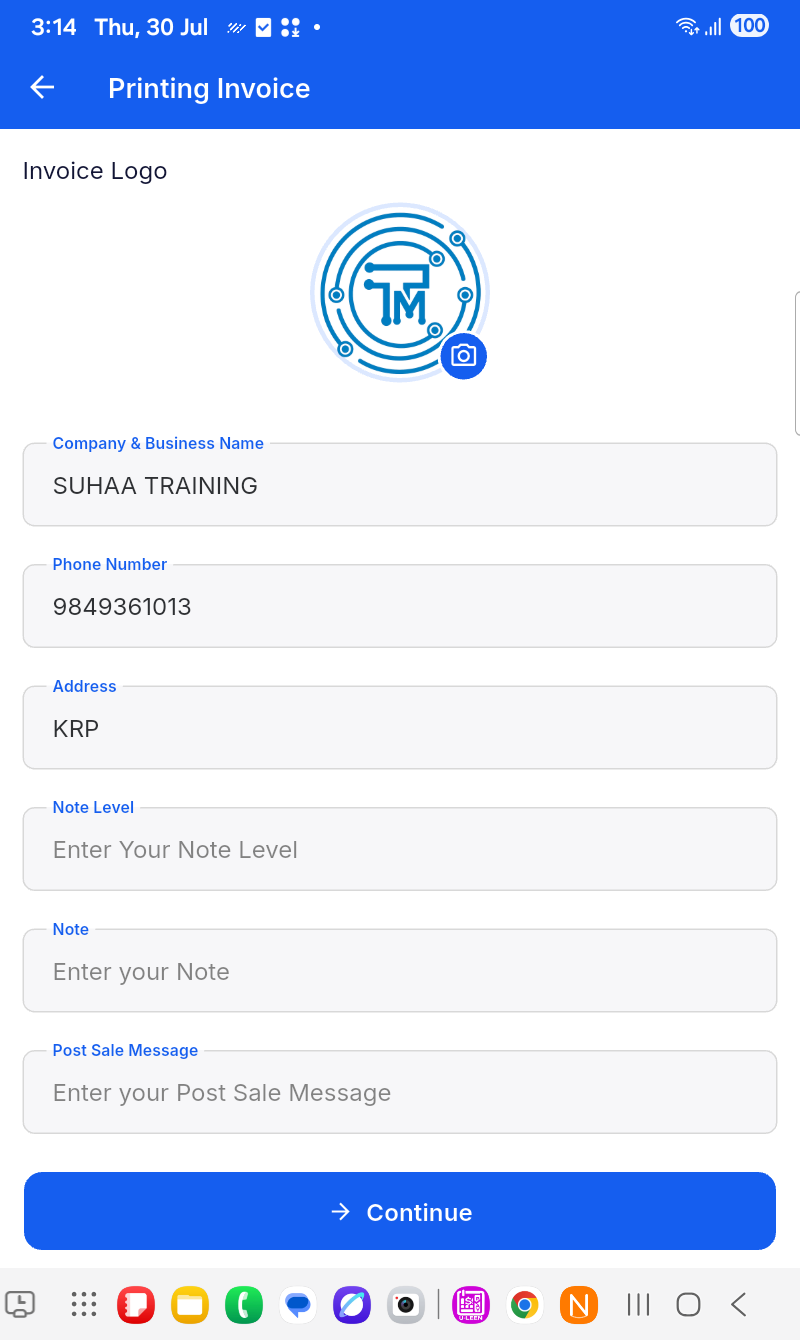 3:14 Thu, 30 Jul 100
Printing Invoice
Invoice Logo
TM
Company & Business Name
SUHAA TRAINING
Phone Number
9849361013
Address
KRP
Note Level
Enter Your Note Level
Note
Enter your Note
Post Sale Message
Enter your Post Sale Message
Continue
U-LEEN